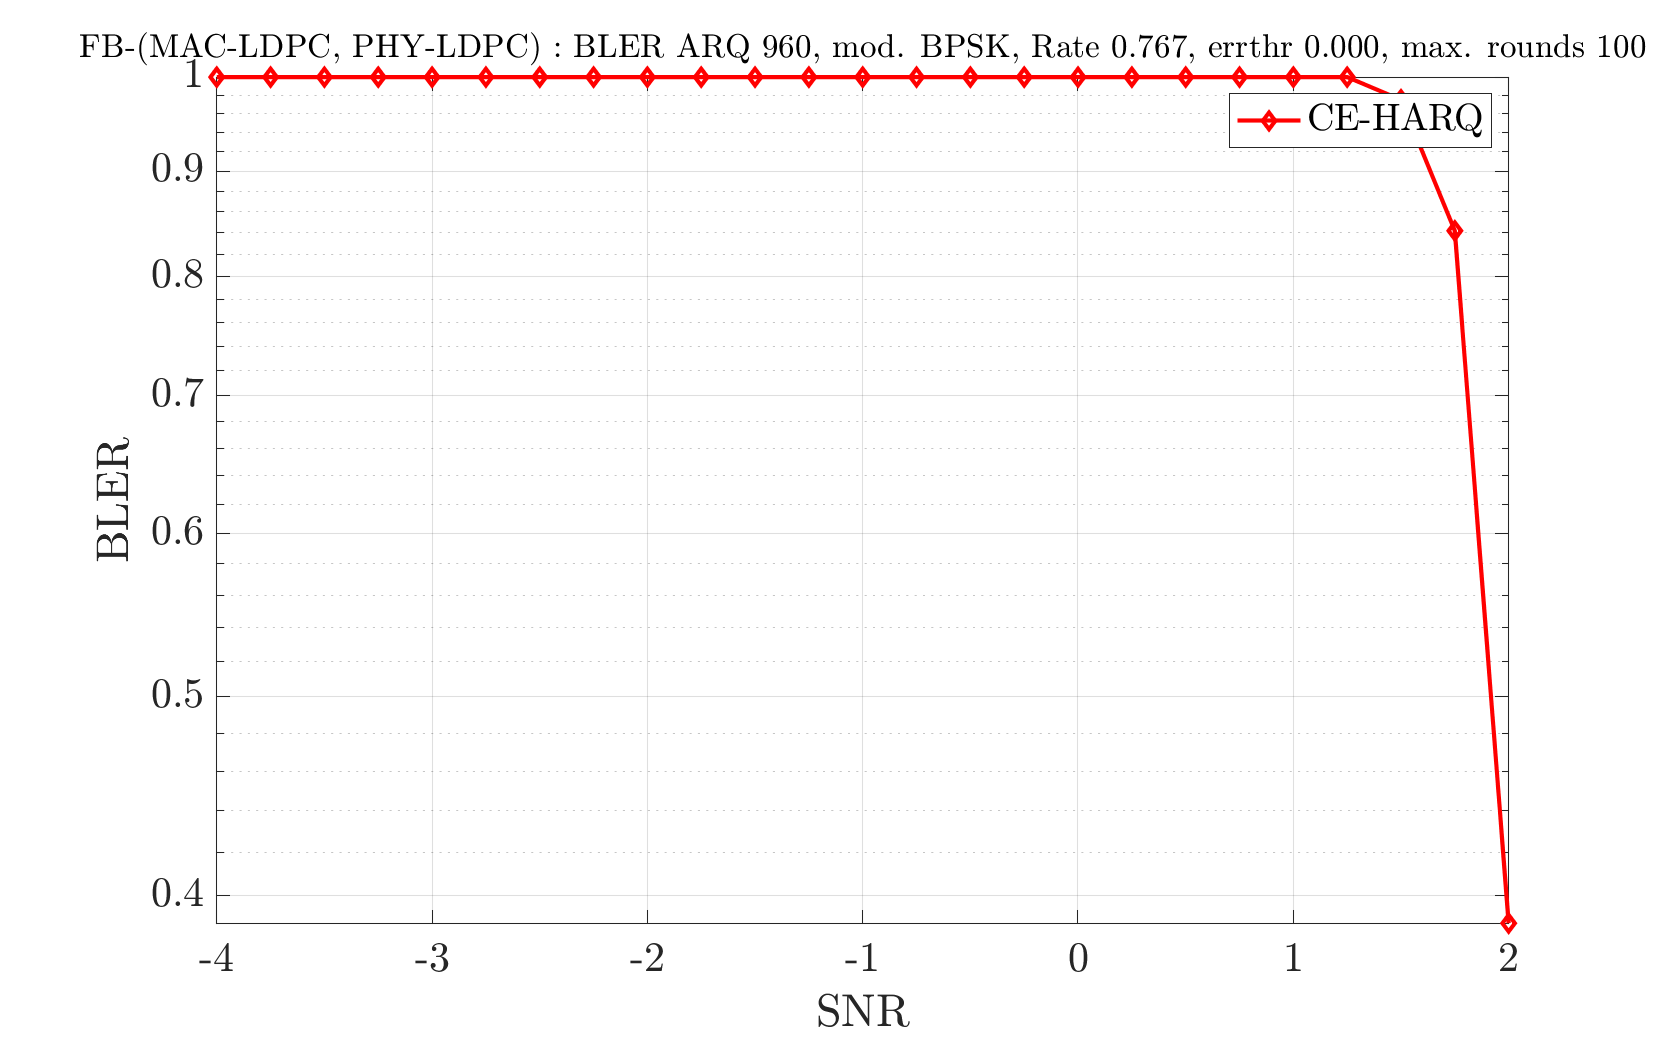 FB-(MAC-LDPC, PHY-LDPC) : BLER ARQ 960, mod. BPSK, Rate 0.767, errthr 0.000, max. rounds 100
1
CE-HARQ
0.9
0.8
0.7
0.6
0.5
0.4
BLER
-4 -3 -2 -1 0 1 2
SNR